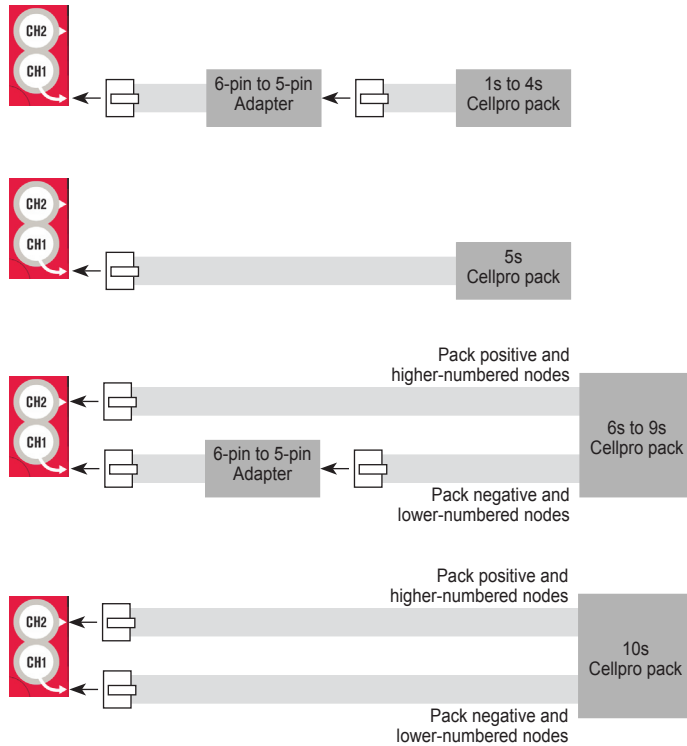 CH2
CH1
6-pin to 5-pin
Adapter
1s to 4s
Cellpro pack
CH2
CH1
5s
Cellpro pack
Pack positive and
higher-numbered nodes
CH2
CH1
6-pin to 5-pin
Adapter
6s to 9s
Cellpro pack
Pack negative and
lower-numbered nodes
Pack positive and
higher-numbered nodes
CH2
CH1
10s
Cellpro pack
Pack negative and
lower-numbered nodes